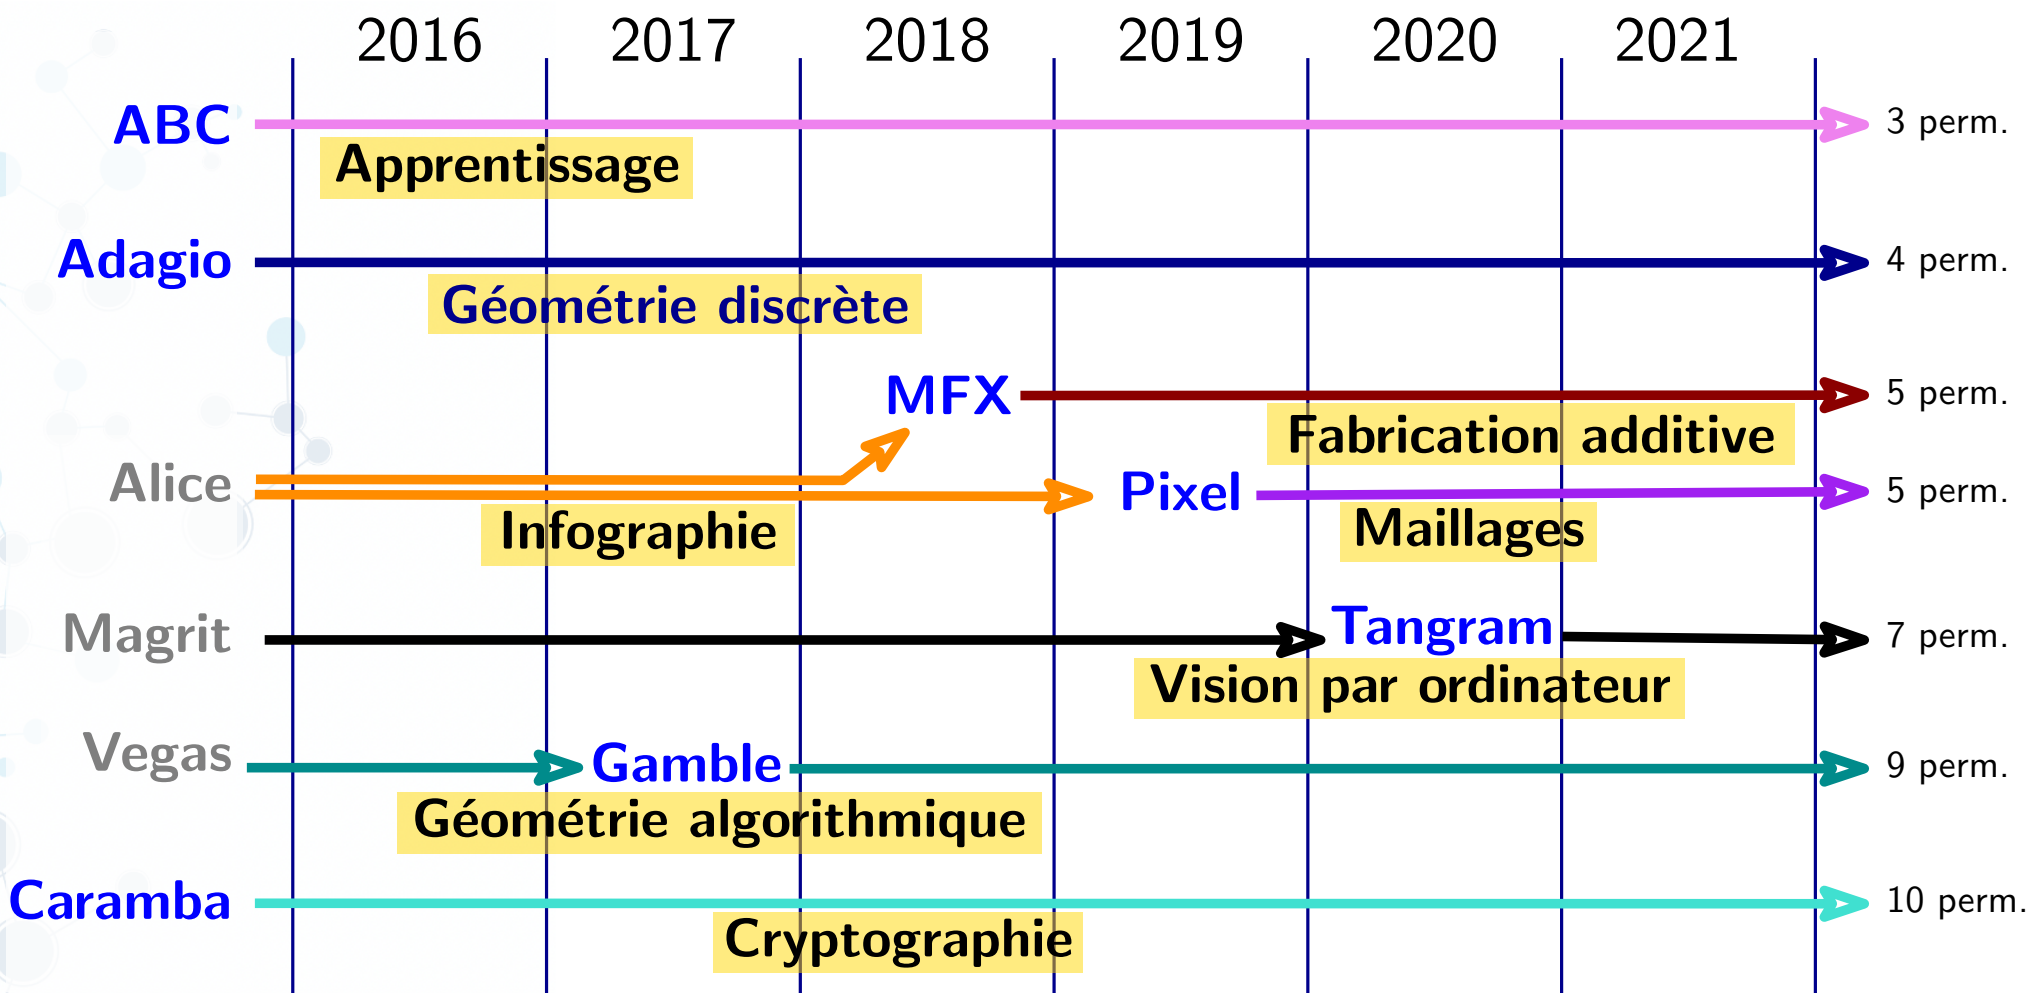 2016 2017 2018 2019 2020 2021
ABC 3 perm.
Apprentissage
Adagio 4 perm.
Géométrie discrète
MFX 5 perm.
Fabrication additive
Alice Pixel 5 perm.
Infographie Maillages
Magrit Tangram 7 perm.
Vision par ordinateur
Vegas Gamble 9 perm.
Géométrie algorithmique
Caramba 10 perm.
Cryptographie